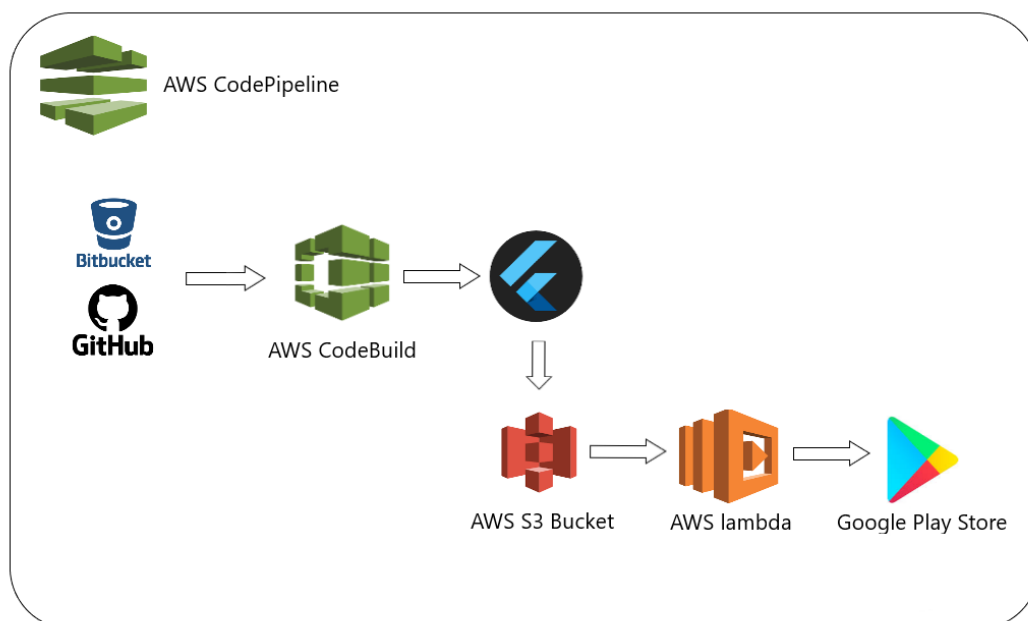 AWS CodePipeline
Bitbucket
GitHub
AWS CodeBuild
AWS S3 Bucket
AWS lambda
Google Play Store